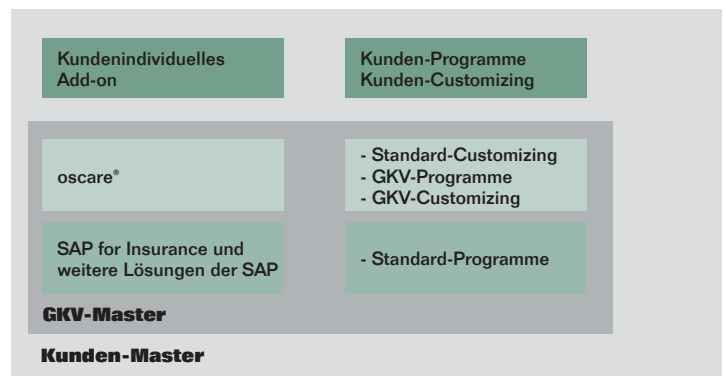 Kundenindividuelles
Add-on
Kunden-Programme
Kunden-Customizing
oscare®
- Standard-Customizing
- GKV-Programme
- GKV-Customizing
SAP for Insurance und
weitere Lösungen der SAP
- Standard-Programme
GKV-Master
Kunden-Master